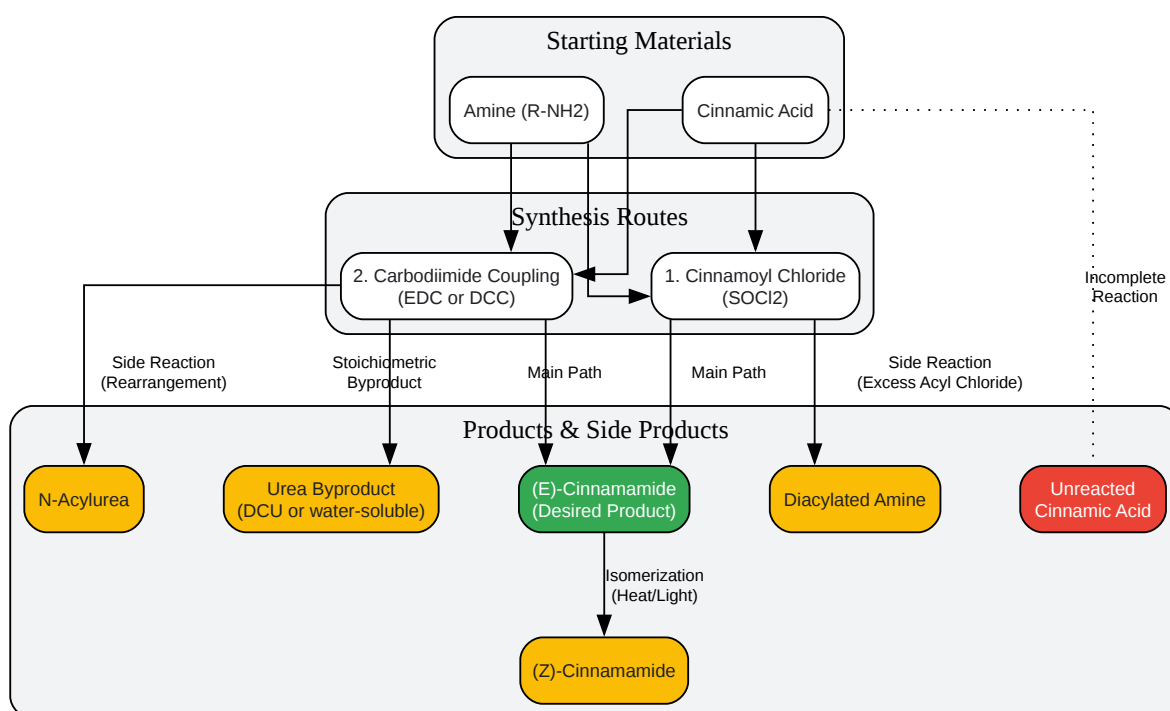 Starting Materials
Amine (R-NH2)
Cinnamic Acid
Synthesis Routes
2. Carbodiimide Coupling
(EDC or DCC)
1. Cinnamoyl Chloride
(SOCl2)
Incomplete
Reaction
Side Reaction
(Rearrangement)
Stoichiometric
Byproduct
Main Path
Main Path
Side Reaction
(Excess Acyl Chloride)
Products & Side Products
N-Acylurea
Urea Byproduct
(DCU or water-soluble)
(E)-Cinnamamide
(Desired Product)
Diacylated Amine
Unreacted
Cinnamic Acid
Isomerization
(Heat/Light)
(Z)-Cinnamamide